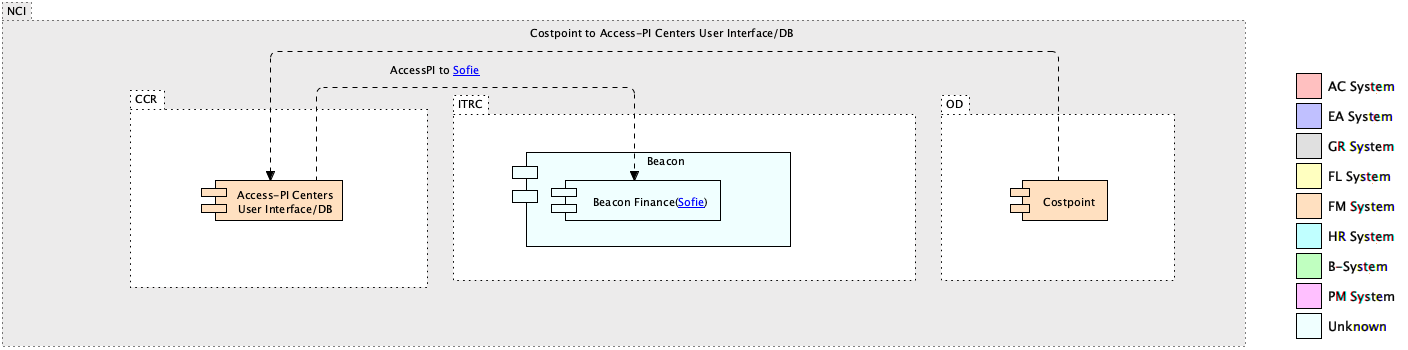 NCI
Costpoint to Access-PI Centers User Interface/DB
AccessPI to Sofie
CCR
ITRC
OD
Beacon
Access-PI Centers
User Interface/DB
Beacon Finance(Sofie)
Costpoint
AC System
EA System
GR System
FL System
FM System
HR System
B-System
PM System
Unknown